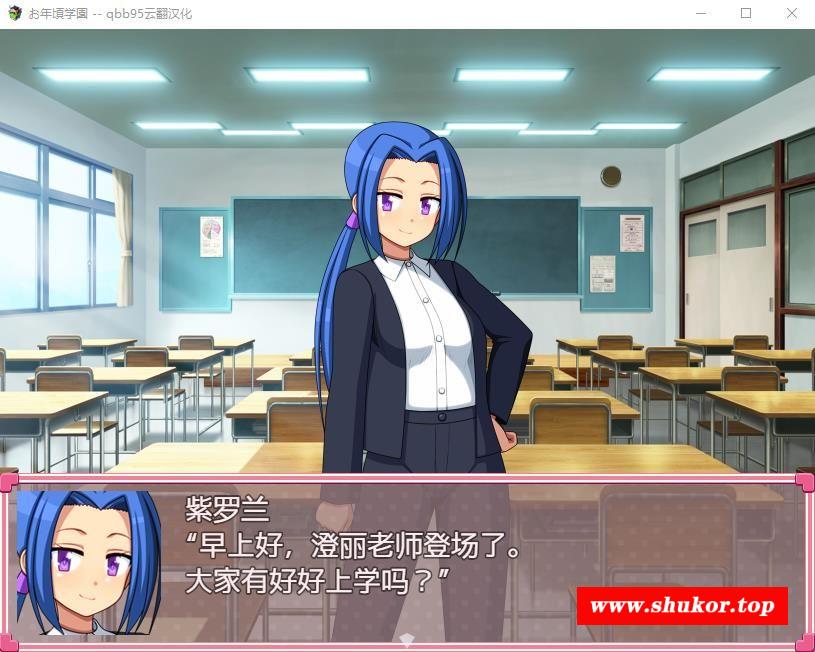 お年頃学園 -- qbb95云翻汉化
紫罗兰
“早上好，澄丽老师登场了。
大家有好好上学吗？”
www.shukor.top